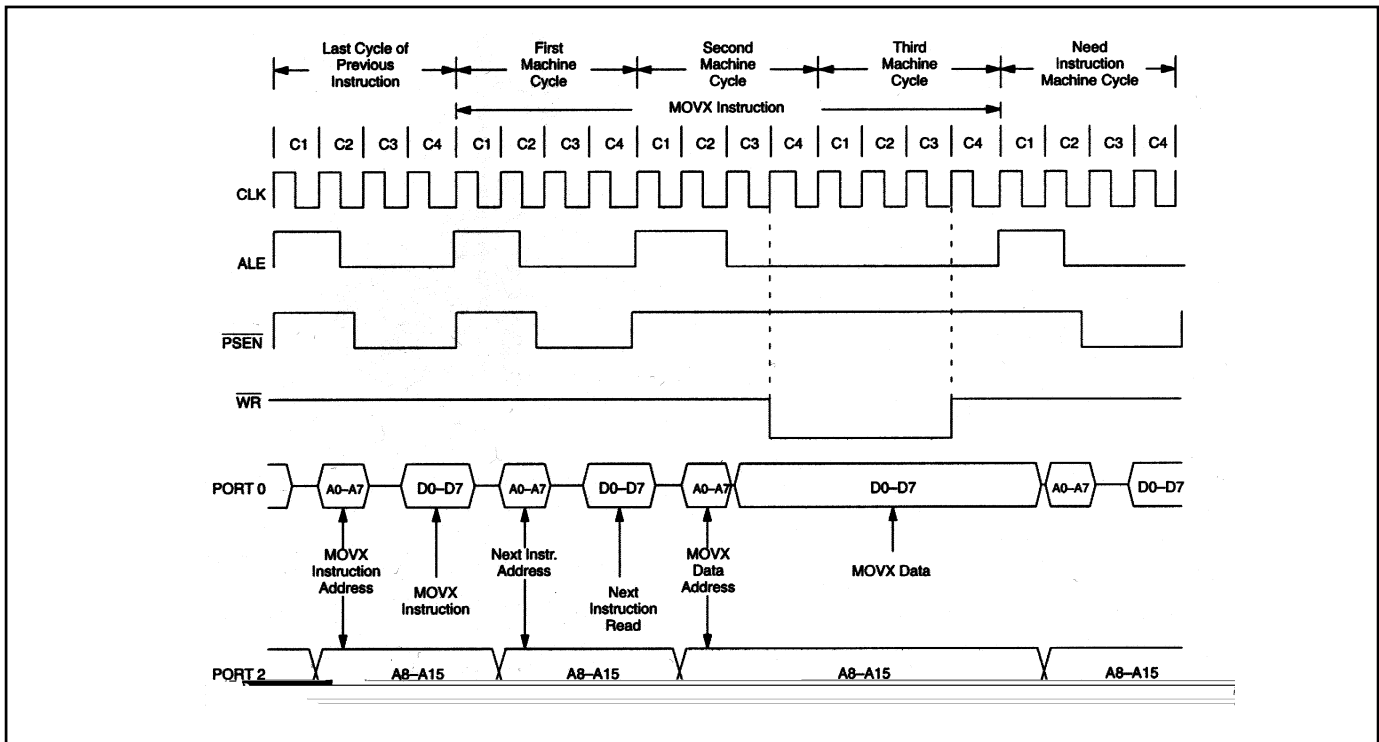 Last Cycle of Previous Instruction
First Machine Cycle
Second Machine Cycle
Third Machine Cycle
Need Instruction Machine Cycle
MOVX Instruction
C1 C2 C3 C4 C1 C2 C3 C4 C1 C2 C3 C4 C1 C2 C3 C4 C1 C2 C3 C4
CLK
ALE
PSEN
WR
PORT 0 A0–A7 D0–D7 A0–A7 D0–D7 A0–A7 D0–D7 A0–A7 D0–D7
MOVX Instruction Address
MOVX Instruction
Next Instr. Address
Next Instruction Read
MOVX Data Address
MOVX Data
PORT 2 A8–A15 A8–A15 A8–A15 A8–A15